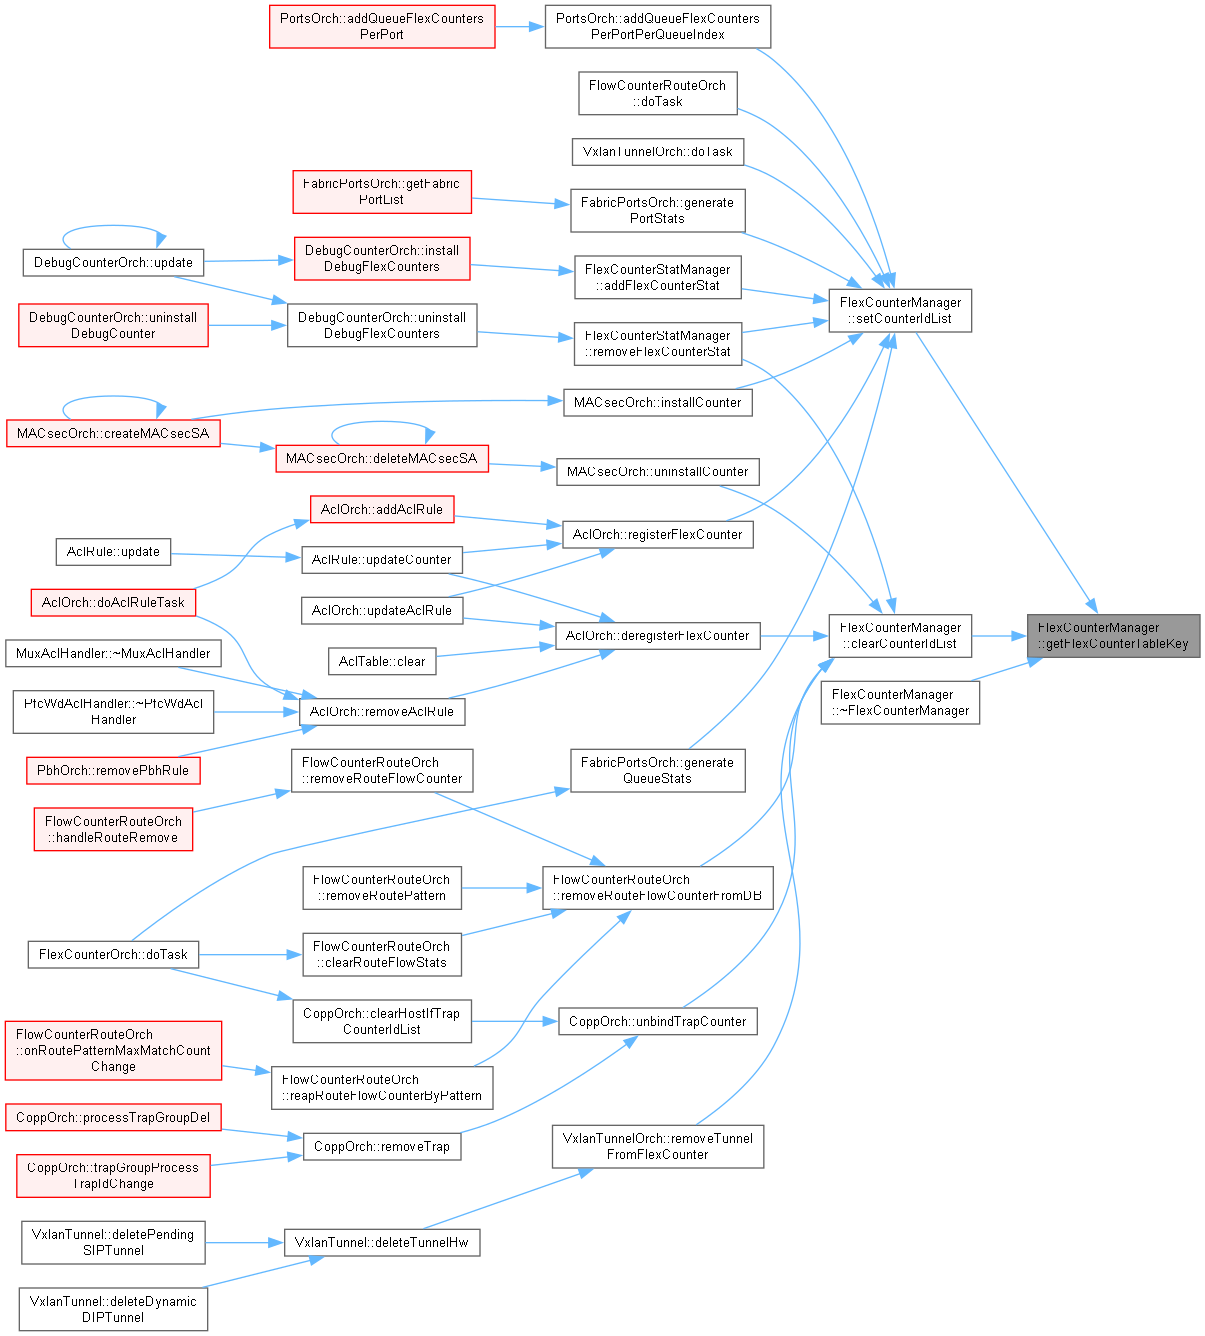 PortsOrch::addQueueFlexCounters
PerPort
PortsOrch::addQueueFlexCounters
PerPortPerQueueIndex
FlowCounterRouteOrch
::doTask
VxlanTunnelOrch::doTask
FabricPortsOrch::getFabric
PortList
FabricPortsOrch::generate
PortStats
DebugCounterOrch::update
DebugCounterOrch::install
DebugFlexCounters
FlexCounterStatManager
::addFlexCounterStat
FlexCounterManager
::setCounterIdList
DebugCounterOrch::uninstall
DebugCounter
DebugCounterOrch::uninstall
DebugFlexCounters
FlexCounterStatManager
::removeFlexCounterStat
MACsecOrch::installCounter
MACsecOrch::createMACsecSA
MACsecOrch::deleteMACsecSA
MACsecOrch::uninstallCounter
AclOrch::addAclRule
AclOrch::registerFlexCounter
AclRule::update
AclRule::updateCounter
AclOrch::doAclRuleTask
AclOrch::updateAclRule
AclOrch::deregisterFlexCounter
FlexCounterManager
::clearCounterIdList
FlexCounterManager
::getFlexCounterTableKey
MuxAclHandler::~MuxAclHandler
AclTable::clear
PfcWdAclHandler::~PfcWdAcl
Handler
AclOrch::removeAclRule
FlexCounterManager
::~FlexCounterManager
PbhOrch::removePbhRule
FlowCounterRouteOrch
::removeRouteFlowCounter
FabricPortsOrch::generate
QueueStats
FlowCounterRouteOrch
::handleRouteRemove
FlowCounterRouteOrch
::removeRoutePattern
FlowCounterRouteOrch
::removeRouteFlowCounterFromDB
FlexCounterOrch::doTask
FlowCounterRouteOrch
::clearRouteFlowStats
CoppOrch::clearHostIfTrap
CounterIdList
CoppOrch::unbindTrapCounter
FlowCounterRouteOrch
::onRoutePatternMaxMatchCount
Change
FlowCounterRouteOrch
::reapRouteFlowCounterByPattern
CoppOrch::processTrapGroupDel
CoppOrch::removeTrap
VxlanTunnelOrch::removeTunnel
FromFlexCounter
CoppOrch::trapGroupProcess
TrapIdChange
VxlanTunnel::deletePending
SIPTunnel
VxlanTunnel::deleteTunnelHw
VxlanTunnel::deleteDynamic
DIPTunnel